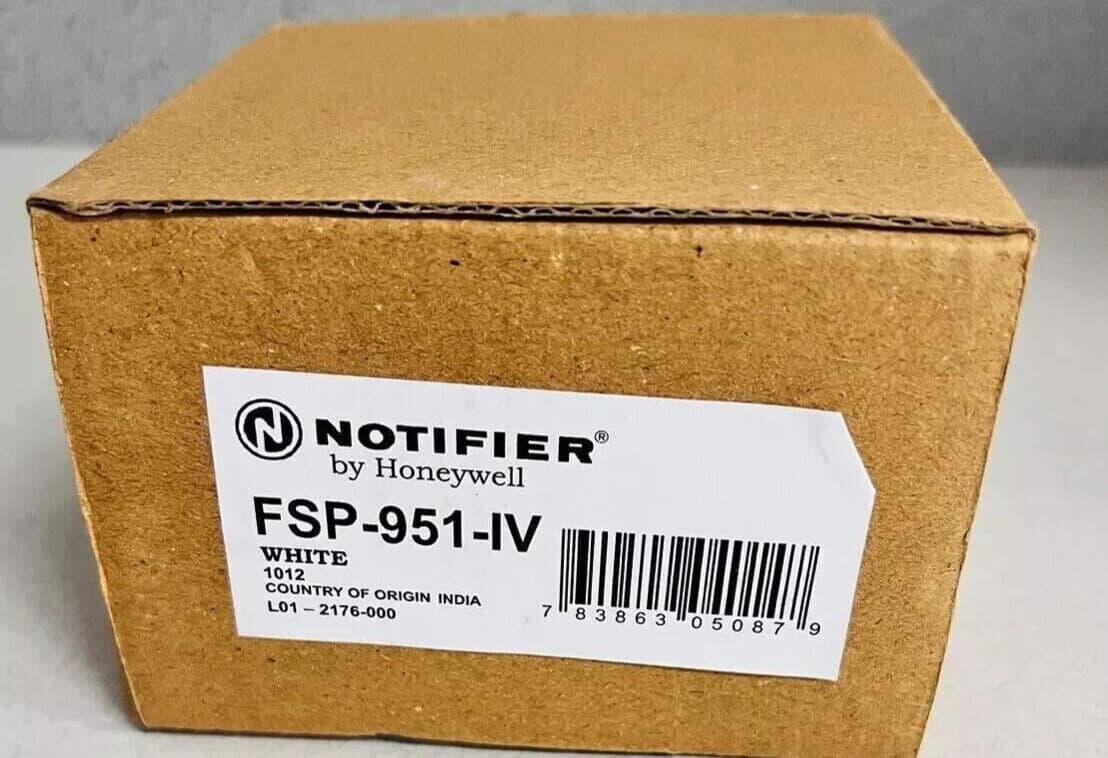 N NOTIFIER®
by Honeywell
FSP-951-IV
WHITE
1012
COUNTRY OF ORIGIN INDIA
L01 – 2176-000
7 83863 05087 9